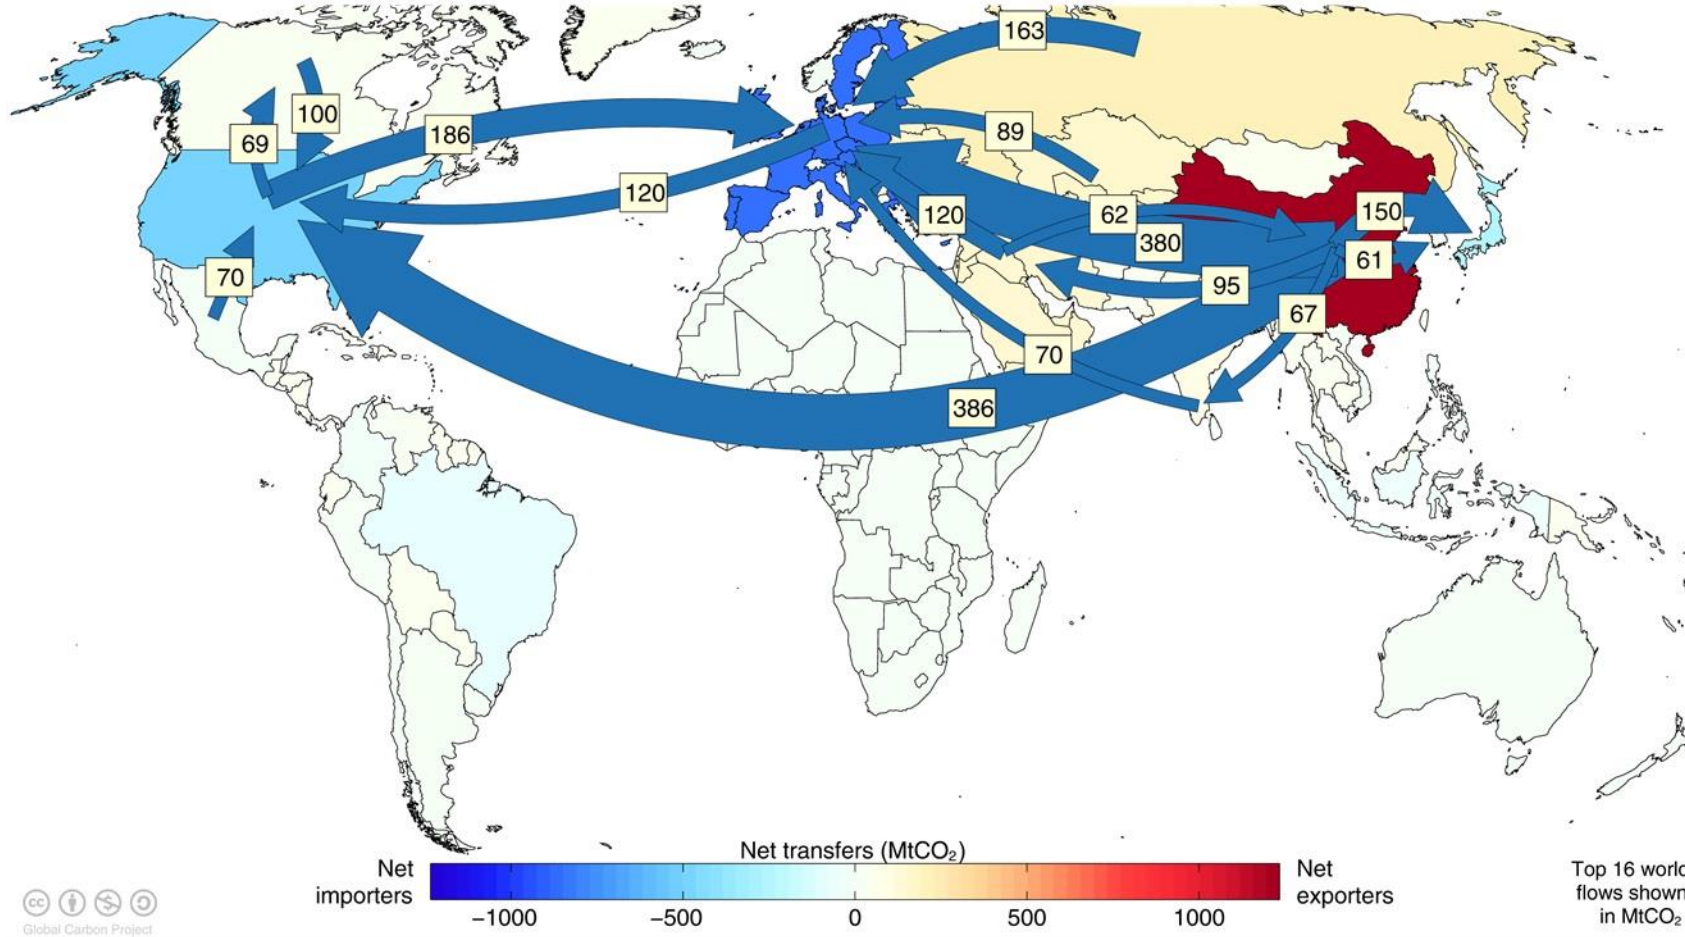 163
100
69
186
89
120
120
62
150
380
61
70
95
67
70
386
Net transfers (MtCO₂)
Net
importers
Net
exporters
−1000
−500
0
500
1000
Top 16 world
flows shown
in MtCO₂
cc
Global Carbon Project